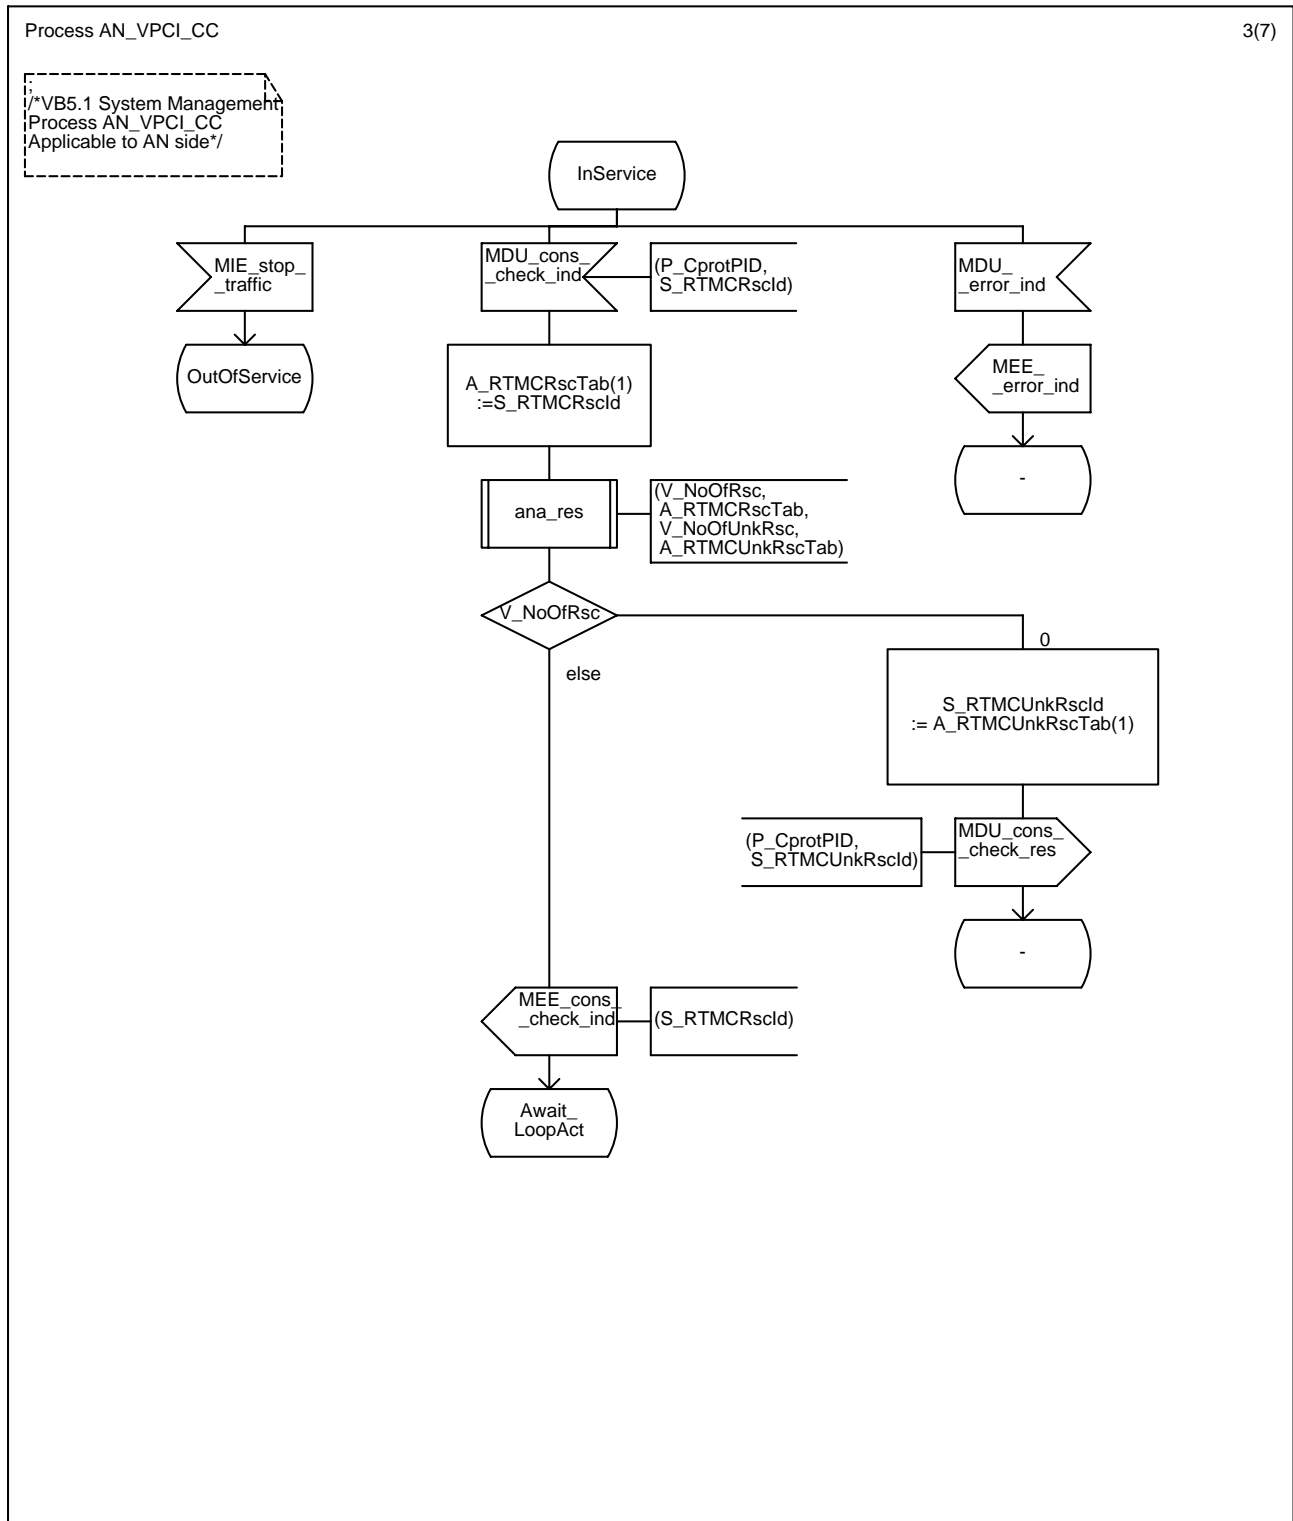 Process AN_VPCI_CC
3(7)
;
/*VB5.1 System Management
Process AN_VPCI_CC
Applicable to AN side*/
InService
MIE_stop_
_traffic
MDU_cons_
_check_ind
(P_CprotPID,
S_RTMCRscId)
MDU_
_error_ind
OutOfService
A_RTMCRscTab(1)
:=S_RTMCRscId
MEE_
_error_ind
-
ana_res
(V_NoOfRsc,
A_RTMCRscTab,
V_NoOfUnkRsc,
A_RTMCUnkRscTab)
V_NoOfRsc
0
else
S_RTMCUnkRscId
:= A_RTMCUnkRscTab(1)
(P_CprotPID,
S_RTMCUnkRscId)
MDU_cons_
_check_res
-
MEE_cons_
_check_ind
(S_RTMCRscId)
Await_
LoopAct